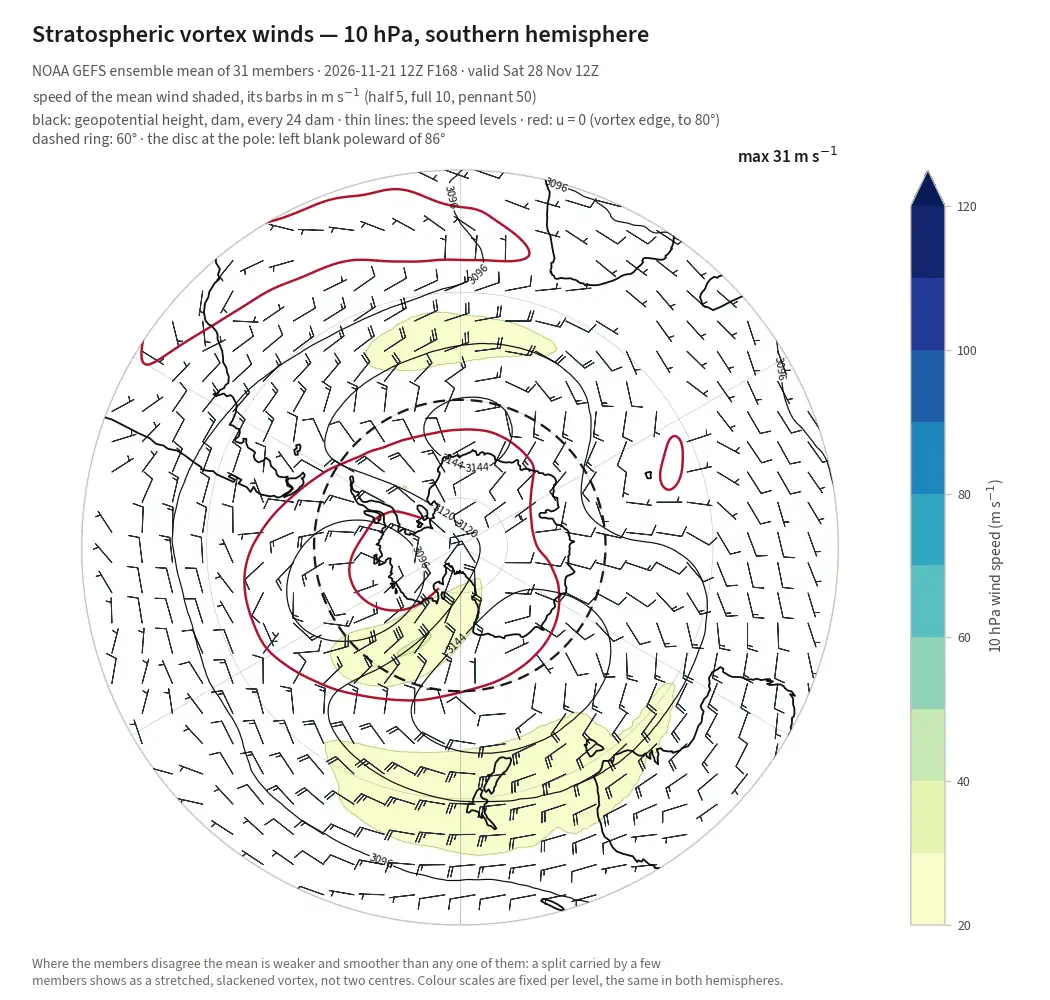 Stratospheric vortex winds — 10 hPa, southern hemisphere
NOAA GEFS ensemble mean of 31 members · 2026-11-21 12Z F168 · valid Sat 28 Nov 12Z
speed of the mean wind shaded, its barbs in m s⁻¹ (half 5, full 10, pennant 50)
black: geopotential height, dam, every 24 dam · thin lines: the speed levels · red: u = 0 (vortex edge, to 80°)
dashed ring: 60° · the disc at the pole: left blank poleward of 86°
max 31 m s⁻¹
3096
3096
3096
3096
3144
3144
3120
3120
3096
3144
3096
120
100
80
60
40
20
10 hPa wind speed (m s⁻¹)
Where the members disagree the mean is weaker and smoother than any one of them: a split carried by a few
members shows as a stretched, slackened vortex, not two centres. Colour scales are fixed per level, the same in both hemispheres.